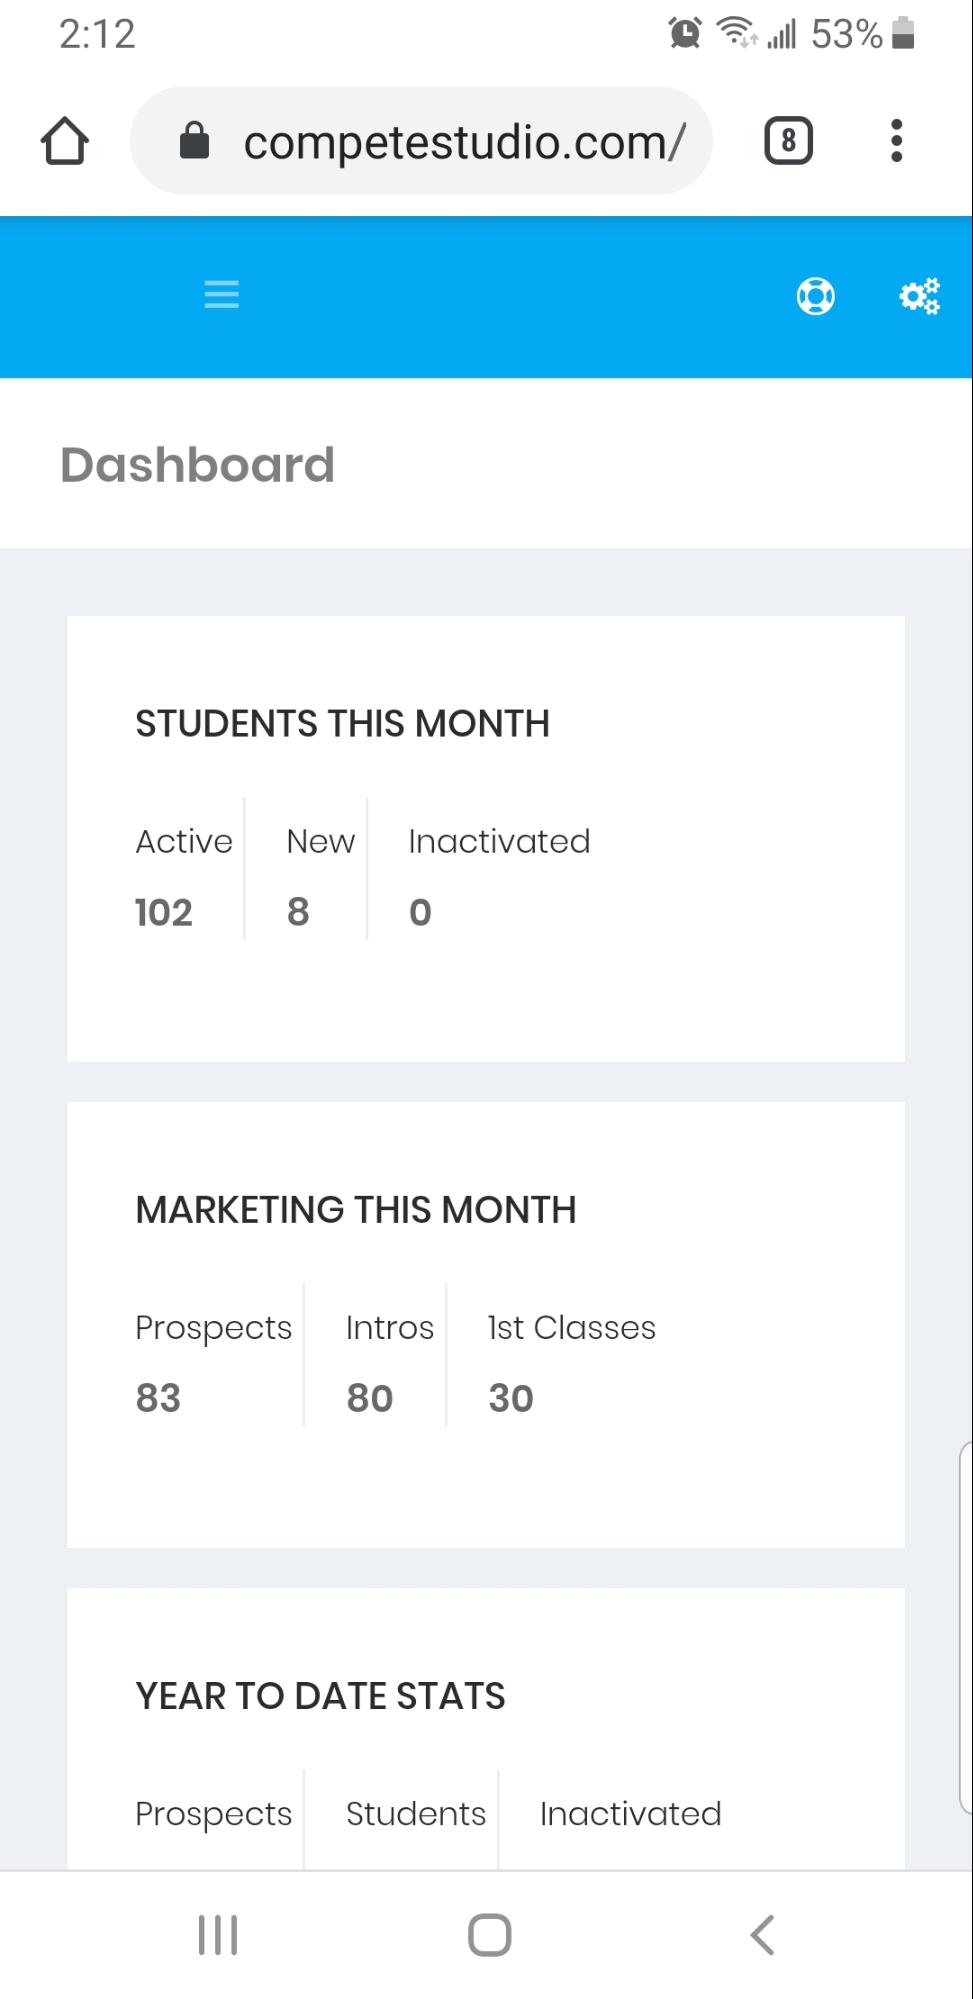 2:12 53%
competestudio.com/ 8
Dashboard
STUDENTS THIS MONTH
Active New Inactivated
102 8 0
MARKETING THIS MONTH
Prospects Intros 1st Classes
83 80 30
YEAR TO DATE STATS
Prospects Students Inactivated